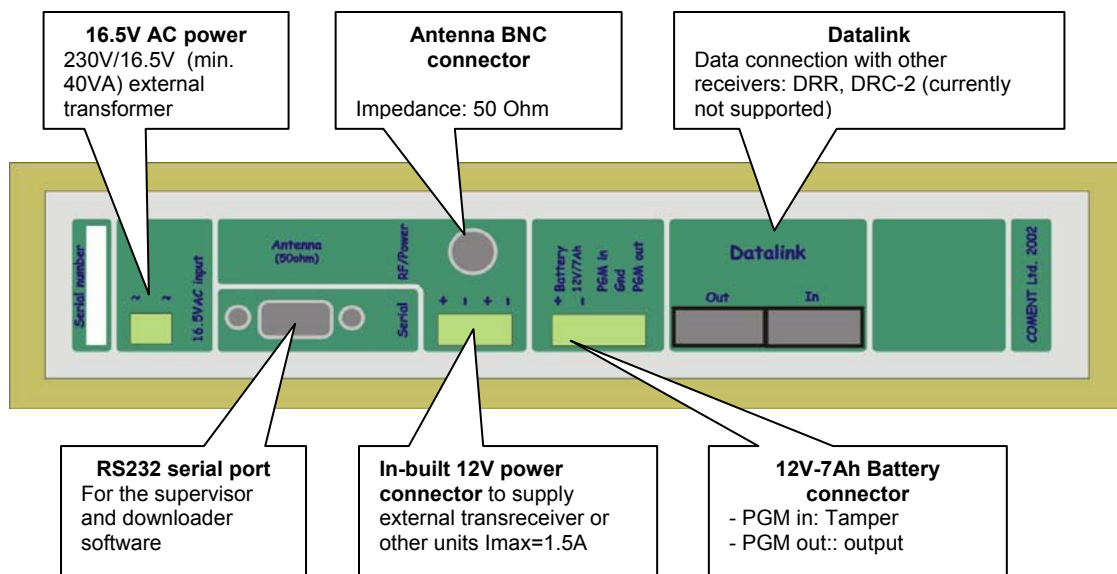 16.5V AC power
230V/16.5V (min.
40VA) external
transformer
Antenna BNC
connector
Impedance: 50 Ohm
Datalink
Data connection with other
receivers: DRR, DRC-2 (currently
not supported)
Serial number
~ ~
16.5VAC input
Antenna
(50ohm)
RF/Power
+ - + -
Serial
+ Battery
- 12V/7Ah
PGM in
Gnd
PGM out
Datalink
Out In
COMENT Ltd. 2002
RS232 serial port
For the supervisor
and downloader
software
In-built 12V power
connector to supply
external transreceiver or
other units Imax=1.5A
12V-7Ah Battery
connector
- PGM in: Tamper
- PGM out:: output